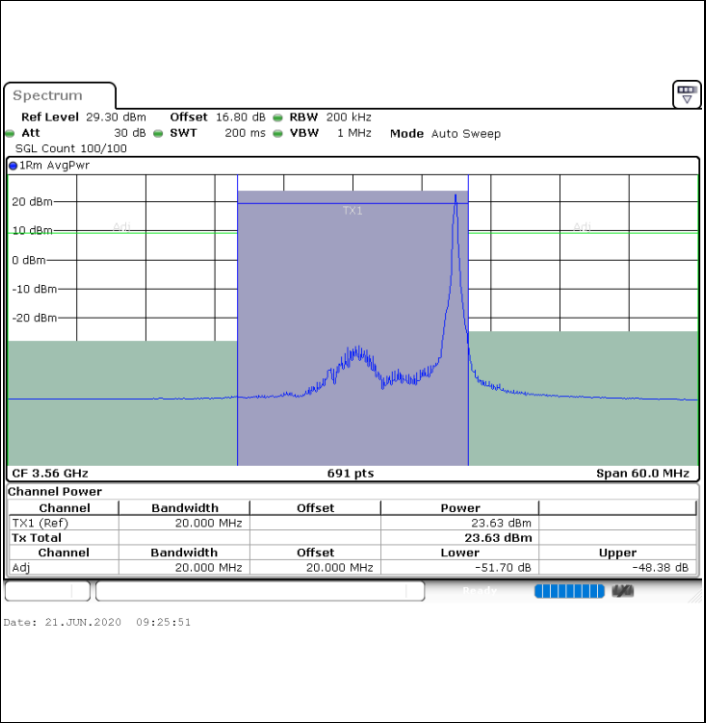 Spectrum
Ref Level 29.30 dBm Offset 16.80 dB RBW 200 kHz
Att 30 dB SWT 200 ms VBW 1 MHz Mode Auto Sweep
SGL Count 100/100
1Rm AvgPwr
20 dBm
TX1
Adj
Adj
10 dBm
0 dBm
-10 dBm
-20 dBm
CF 3.56 GHz 691 pts Span 60.0 MHz
Channel Power
Channel Bandwidth Offset Power
TX1 (Ref) 20.000 MHz 23.63 dBm
Tx Total 23.63 dBm
Channel Bandwidth Offset Lower Upper
Adj 20.000 MHz 20.000 MHz -51.70 dB -48.38 dB
Ready
Date: 21.JUN.2020 09:25:51